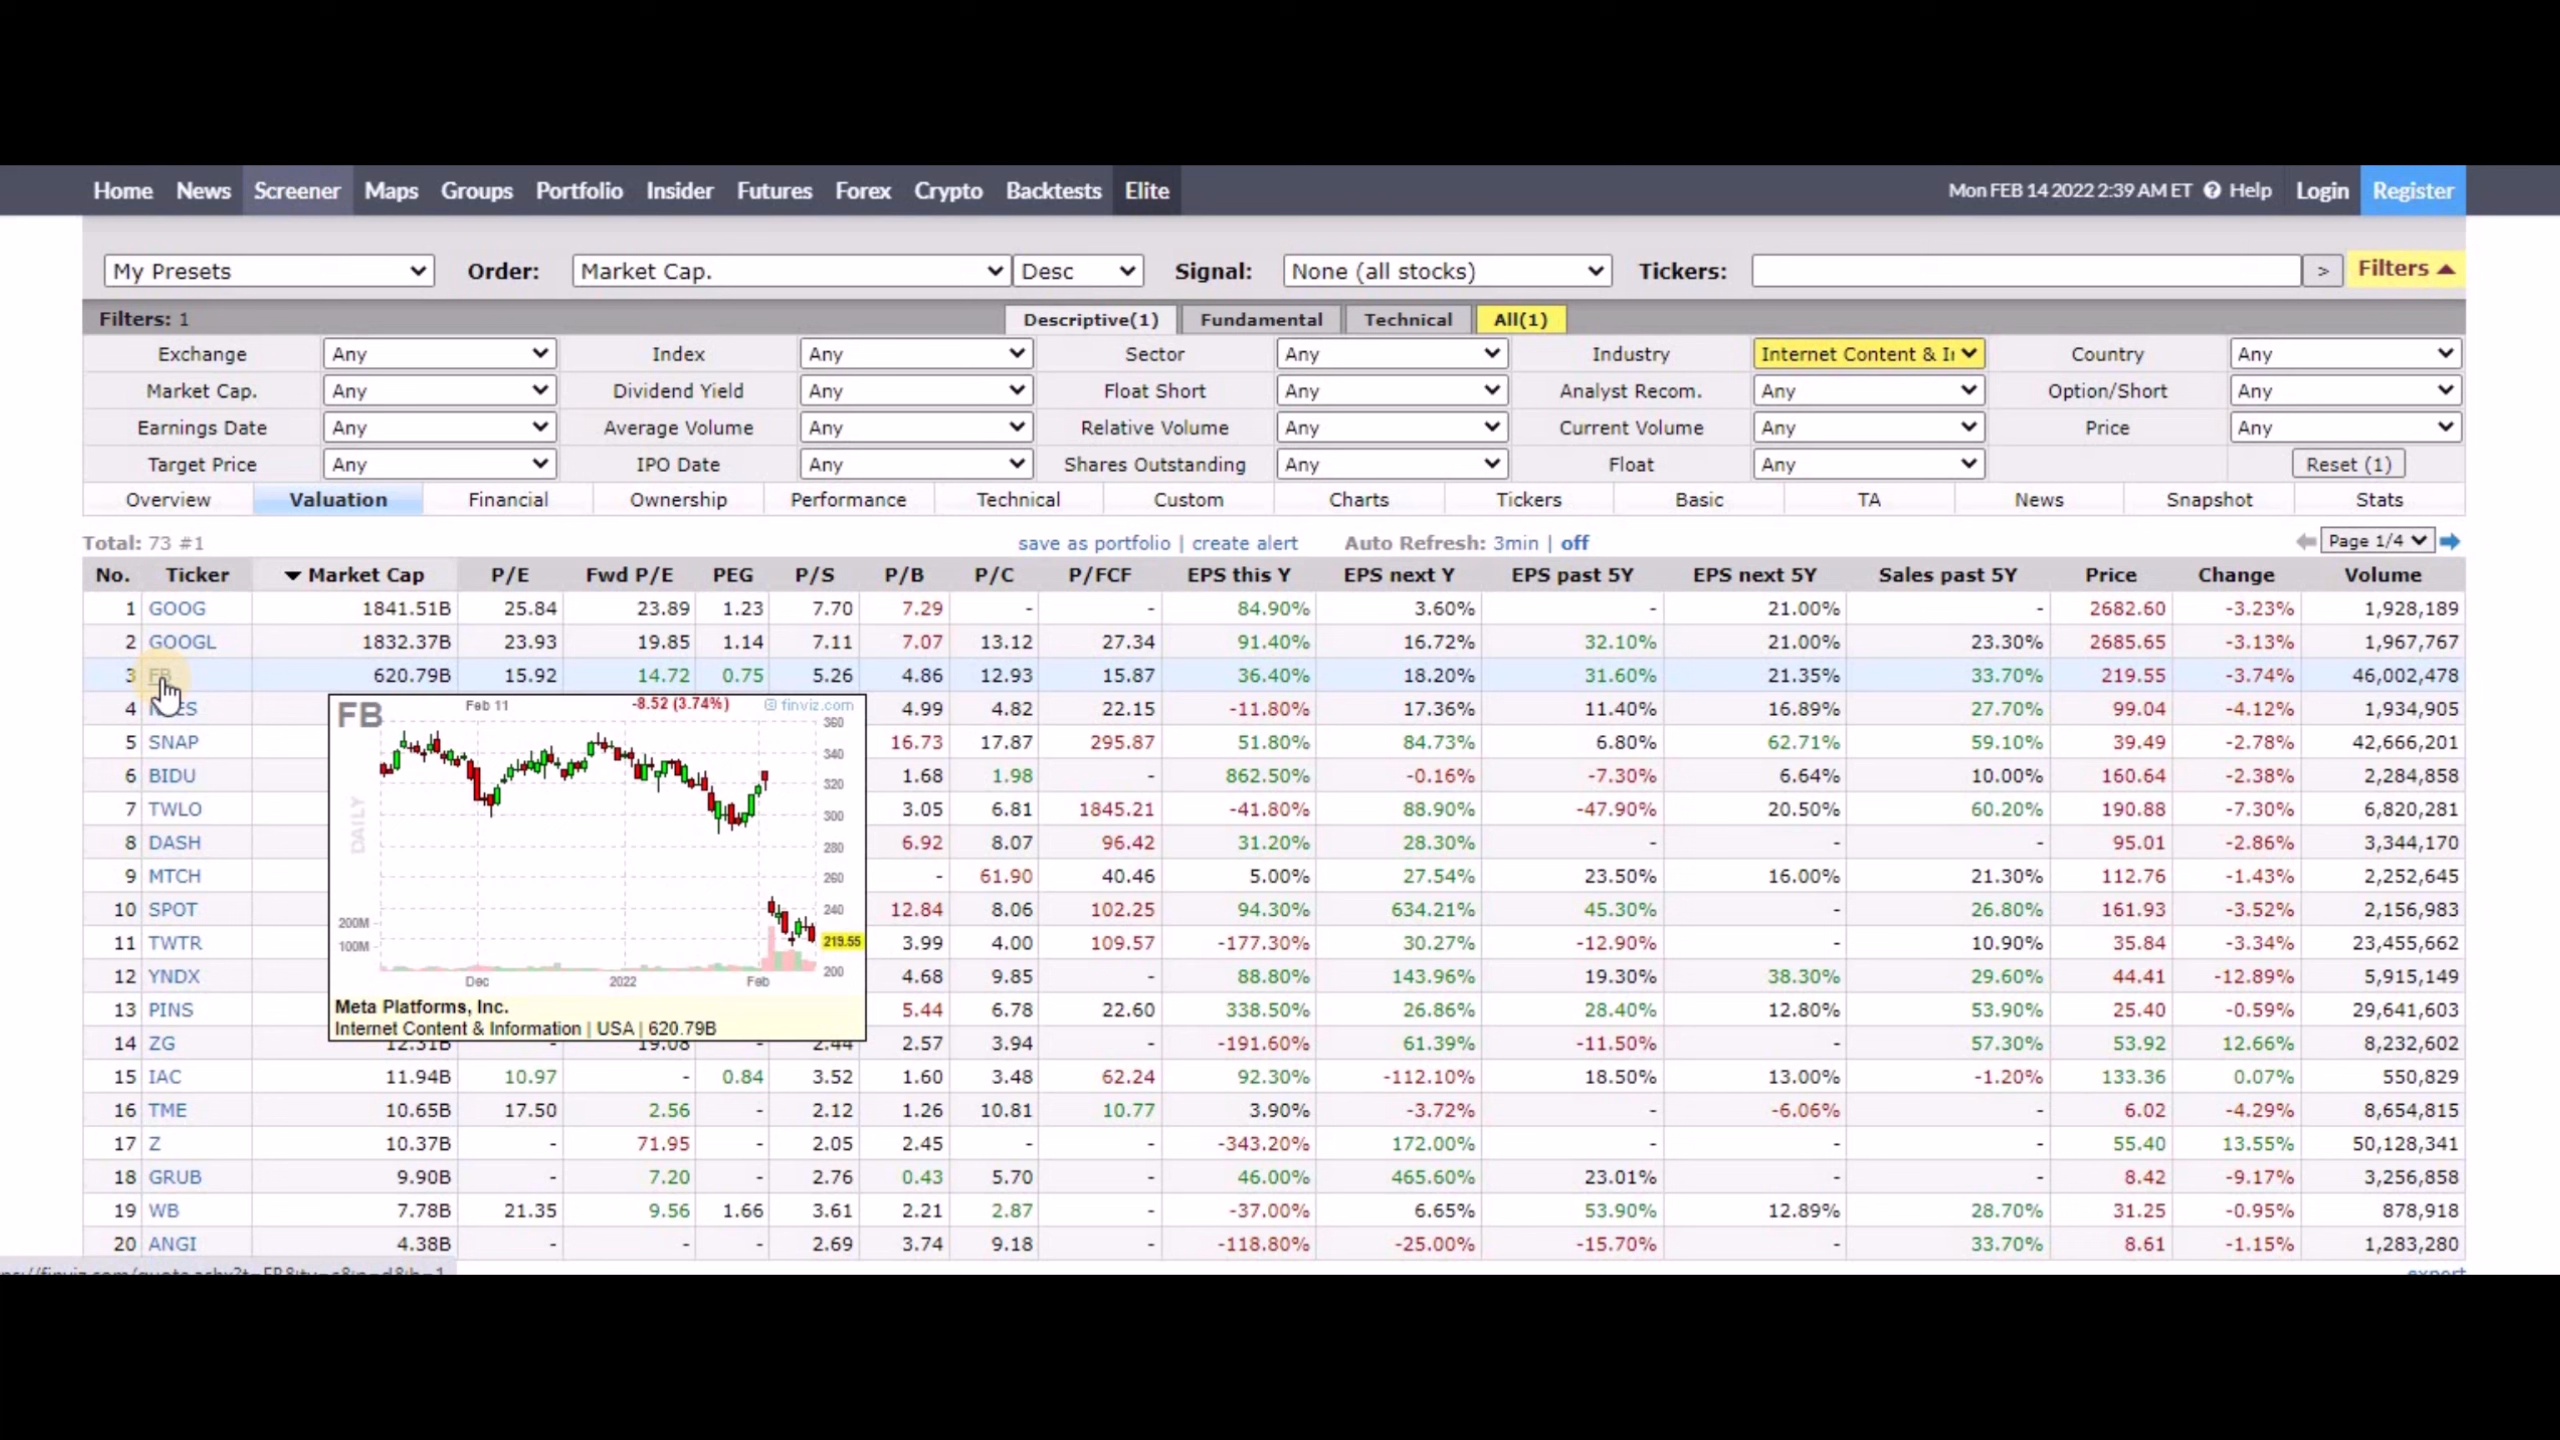 Home News Screener Maps Groups Portfolio Insider Futures Forex Crypto Backtests Elite Mon FEB 14 2022 2:39 AM ET Help Login Register
My Presets Order: Market Cap. Desc Signal: None (all stocks) Tickers: > Filters
Filters: 1 Descriptive(1) Fundamental Technical All(1)
Exchange Any Index Any Sector Any Industry Internet Content & Country Any
Market Cap. Any Dividend Yield Any Float Short Any Analyst Recom. Any Option/Short Any
Earnings Date Any Average Volume Any Relative Volume Any Current Volume Any Price Any
Target Price Any IPO Date Any Shares Outstanding Any Float Any Reset (1)
Overview Valuation Financial Ownership Performance Technical Custom Charts Tickers Basic TA News Snapshot Stats
Total: 73 #1 save as portfolio | create alert Auto Refresh: 3min | off Page 1/4
No. Ticker Market Cap P/E Fwd P/E PEG P/S P/B P/C P/FCF EPS this Y EPS next Y EPS past 5Y EPS next 5Y Sales past 5Y Price Change Volume
1 GOOG 1841.51B 25.84 23.89 1.23 7.70 7.29 - - 84.90% 3.60% - 21.00% - 2682.60 -3.23% 1,928,189
2 GOOGL 1832.37B 23.93 19.85 1.14 7.11 7.07 13.12 27.34 91.40% 16.72% 32.10% 21.00% 23.30% 2685.65 -3.13% 1,967,767
3 FB 620.79B 15.92 14.72 0.75 5.26 4.86 12.93 15.87 36.40% 18.20% 31.60% 21.35% 33.70% 219.55 -3.74% 46,002,478
4 4.99 4.82 22.15 -11.80% 17.36% 11.40% 16.89% 27.70% 99.04 -4.12% 1,934,905
5 SNAP 16.73 17.87 295.87 51.80% 84.73% 6.80% 62.71% 59.10% 39.49 -2.78% 42,666,201
6 BIDU 1.68 1.98 - 862.50% -0.16% -7.30% 6.64% 10.00% 160.64 -2.38% 2,284,858
7 TWLO 3.05 6.81 1845.21 -41.80% 88.90% -47.90% 20.50% 60.20% 190.88 -7.30% 6,820,281
8 DASH 6.92 8.07 96.42 31.20% 28.30% - - - 95.01 -2.86% 3,344,170
9 MTCH - 61.90 40.46 5.00% 27.54% 23.50% 16.00% 21.30% 112.76 -1.43% 2,252,645
10 SPOT 12.84 8.06 102.25 94.30% 634.21% 45.30% - 26.80% 161.93 -3.52% 2,156,983
11 TWTR 3.99 4.00 109.57 -177.30% 30.27% -12.90% - 10.90% 35.84 -3.34% 23,455,662
12 YNDX 4.68 9.85 - 88.80% 143.96% 19.30% 38.30% 29.60% 44.41 -12.89% 5,915,149
13 PINS 5.44 6.78 22.60 338.50% 26.86% 28.40% 12.80% 53.90% 25.40 -0.59% 29,641,603
14 ZG 12.31B - 19.08 - 2.44 2.57 3.94 - -191.60% 61.39% -11.50% - 57.30% 53.92 12.66% 8,232,602
15 IAC 11.94B 10.97 - 0.84 3.52 1.60 3.48 62.24 92.30% -112.10% 18.50% 13.00% -1.20% 133.36 0.07% 550,829
16 TME 10.65B 17.50 2.56 - 2.12 1.26 10.81 10.77 3.90% -3.72% - -6.06% - 6.02 -4.29% 8,654,815
17 Z 10.37B - 71.95 - 2.05 2.45 - - -343.20% 172.00% - - - 55.40 13.55% 50,128,341
18 GRUB 9.90B - 7.20 - 2.76 0.43 5.70 - 46.00% 465.60% 23.01% - - 8.42 -9.17% 3,256,858
19 WB 7.78B 21.35 9.56 1.66 3.61 2.21 2.87 - -37.00% 6.65% 53.90% 12.89% 28.70% 31.25 -0.95% 878,918
20 ANGI 4.38B - - - 2.69 3.74 9.18 - -118.80% -25.00% -15.70% - 33.70% 8.61 -1.15% 1,283,280
export
FB Feb 11 -8.52 (3.74%) © finviz.com
360
340
320
300
280
260
240
219.55
200
DAILY
200M
100M
Dec 2022 Feb
Meta Platforms, Inc.
Internet Content & Information | USA | 620.79B